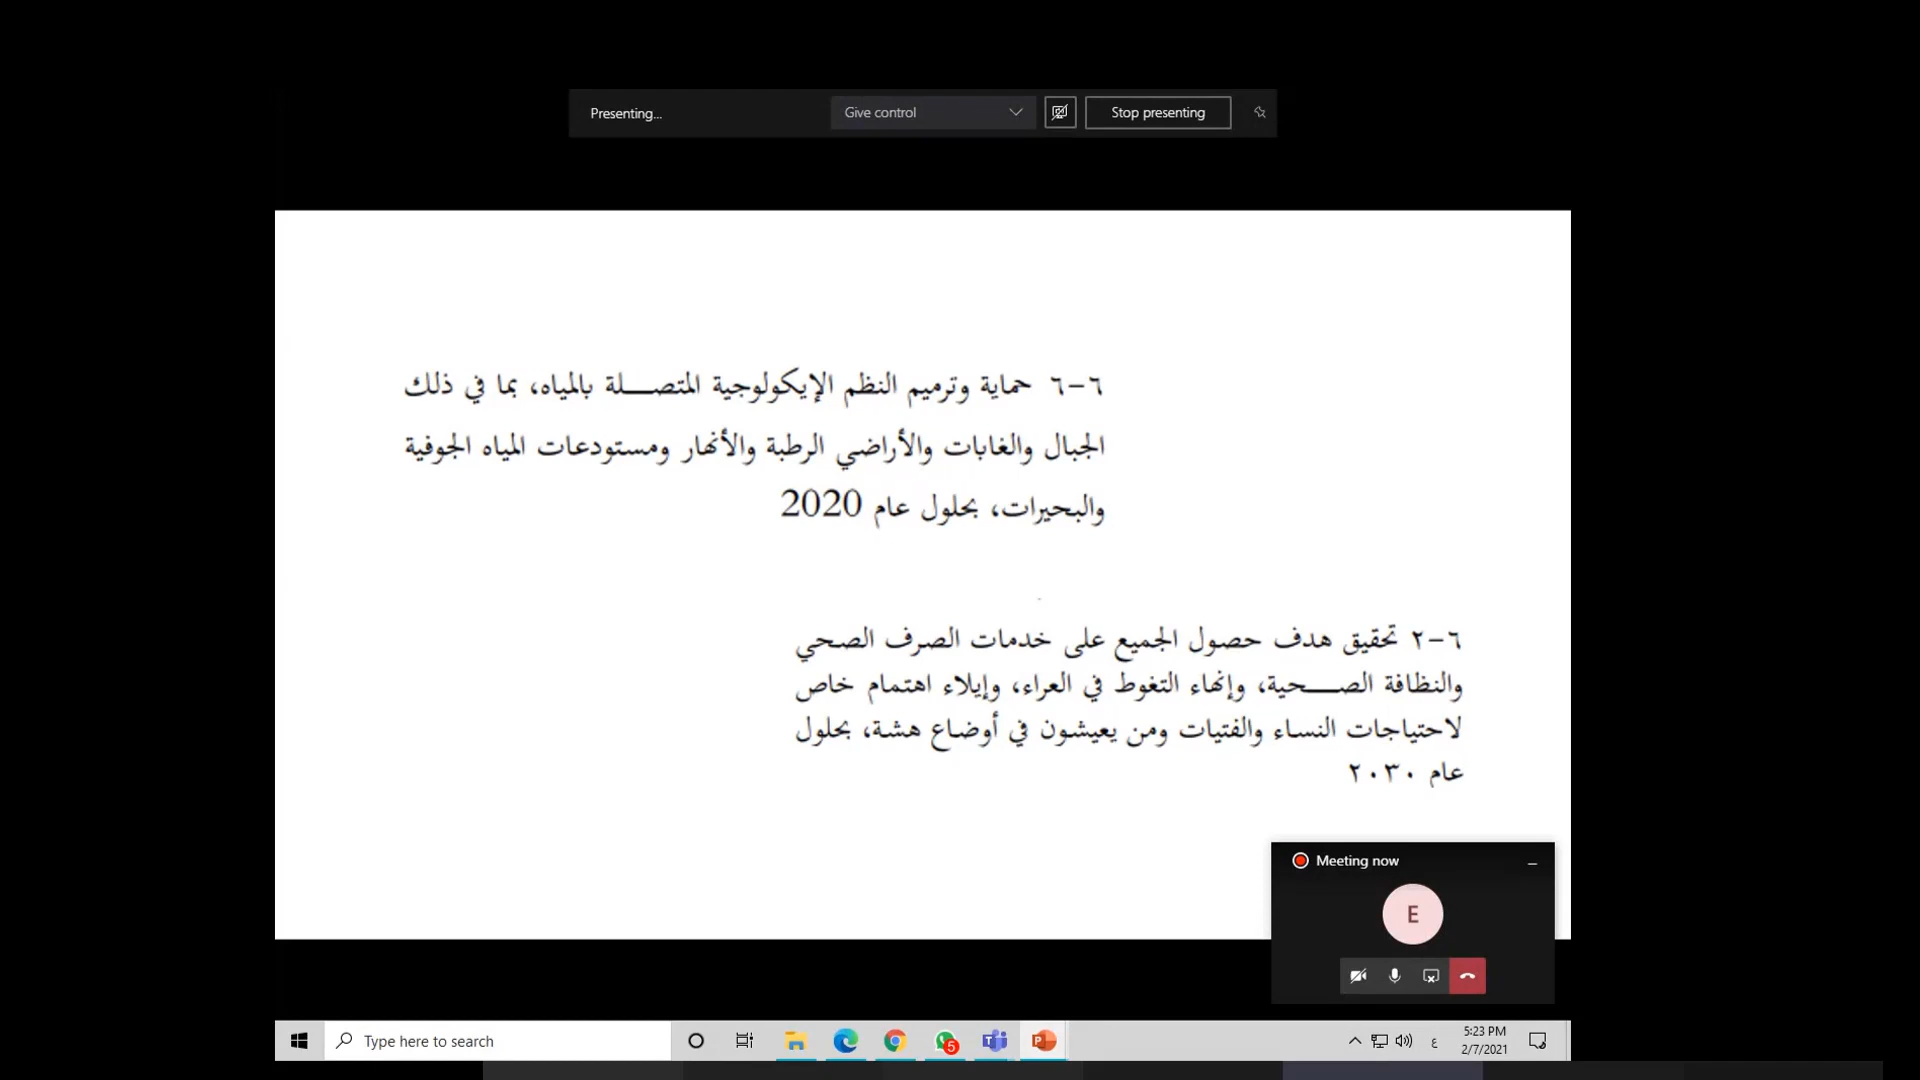 Presenting...
Give control
Stop presenting
٦-٦ حماية وترميم النظم الإيكولوجية المتصـــلة بالمياه، بما في ذلك
الجبال والغابات والأراضي الرطبة والأنهار ومستودعات المياه الجوفية
والبحيرات، بحلول عام 2020
٦-٢ تحقيق هدف حصول الجميع على خدمات الصرف الصحي
والنظافة الصـــحية، وإنهاء التغوط في العراء، وإيلاء اهتمام خاص
لاحتياجات النساء والفتيات ومن يعيشون في أوضاع هشة، بحلول
عام ٢٠٣٠
Meeting now
E
Type here to search
5
ع
5:23 PM
2/7/2021